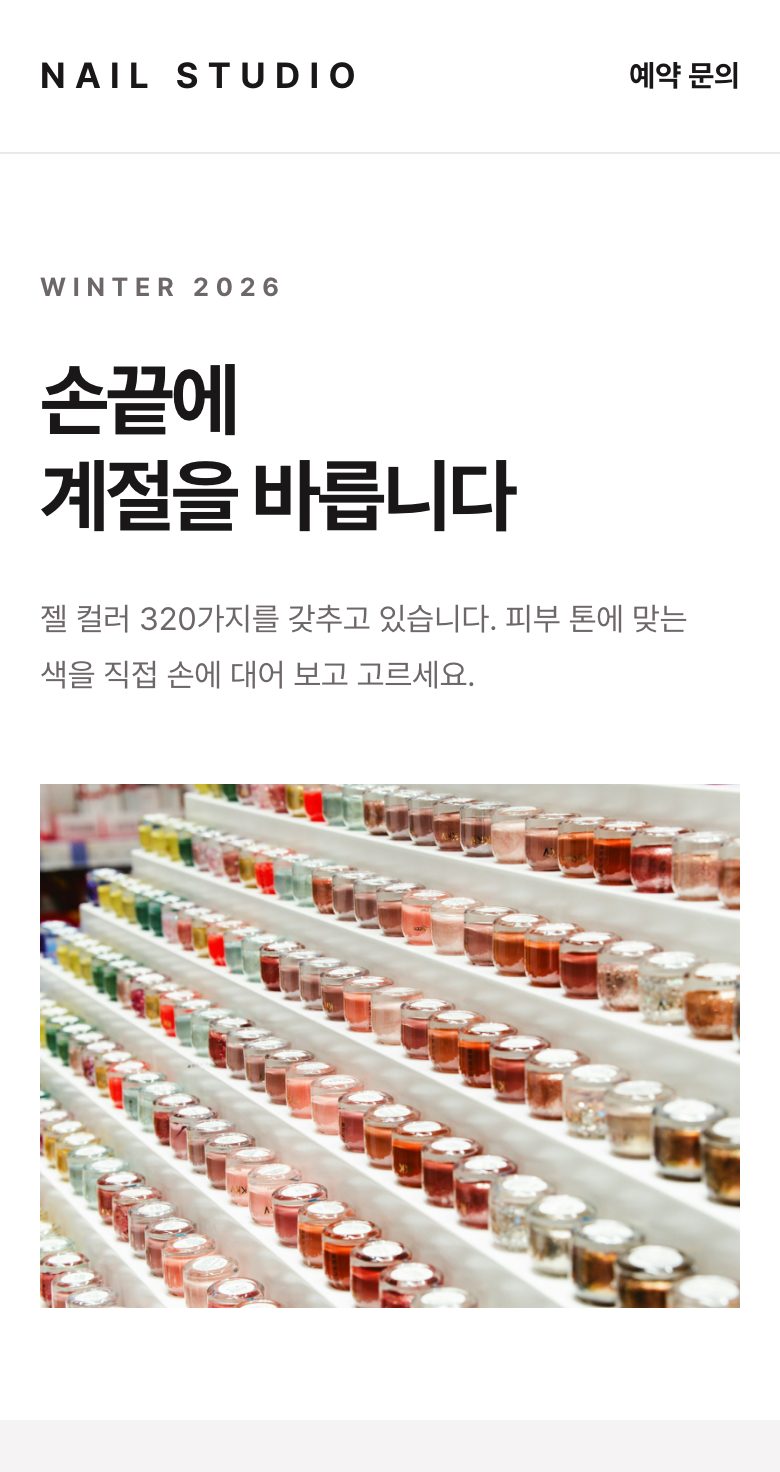 NAIL STUDIO
예약 문의
WINTER 2026
손끝에
계절을 바릅니다
젤 컬러 320가지를 갖추고 있습니다. 피부 톤에 맞는
색을 직접 손에 대어 보고 고르세요.